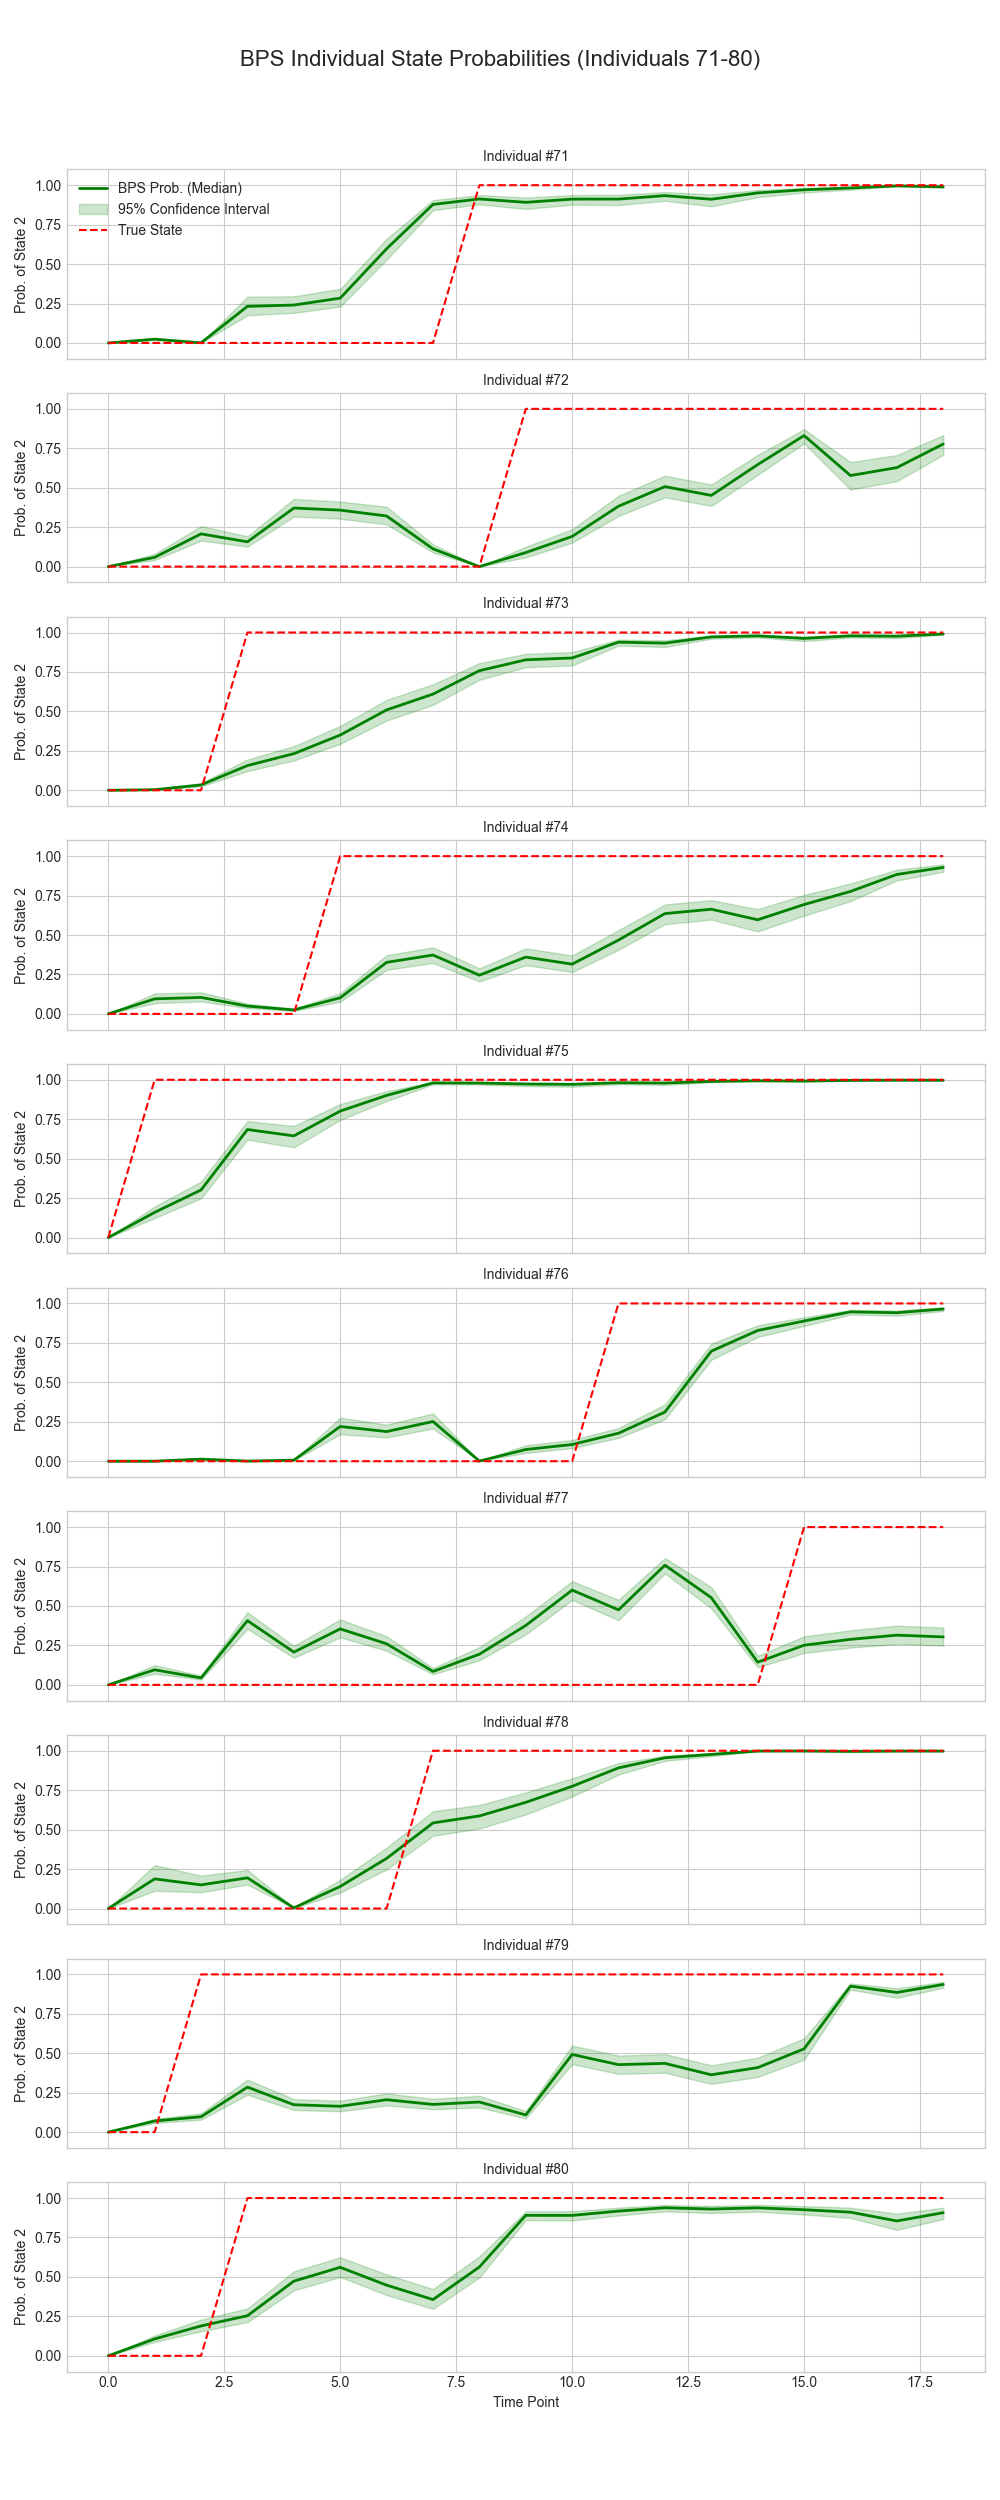 BPS Individual State Probabilities (Individuals 71-80)
Individual #71
1.00
0.75
0.50
0.25
0.00
Prob. of State 2
BPS Prob. (Median)
95% Confidence Interval
True State
Individual #72
1.00
0.75
0.50
0.25
0.00
Prob. of State 2
Individual #73
1.00
0.75
0.50
0.25
0.00
Prob. of State 2
Individual #74
1.00
0.75
0.50
0.25
0.00
Prob. of State 2
Individual #75
1.00
0.75
0.50
0.25
0.00
Prob. of State 2
Individual #76
1.00
0.75
0.50
0.25
0.00
Prob. of State 2
Individual #77
1.00
0.75
0.50
0.25
0.00
Prob. of State 2
Individual #78
1.00
0.75
0.50
0.25
0.00
Prob. of State 2
Individual #79
1.00
0.75
0.50
0.25
0.00
Prob. of State 2
Individual #80
1.00
0.75
0.50
0.25
0.00
Prob. of State 2
0.0 2.5 5.0 7.5 10.0 12.5 15.0 17.5
Time Point